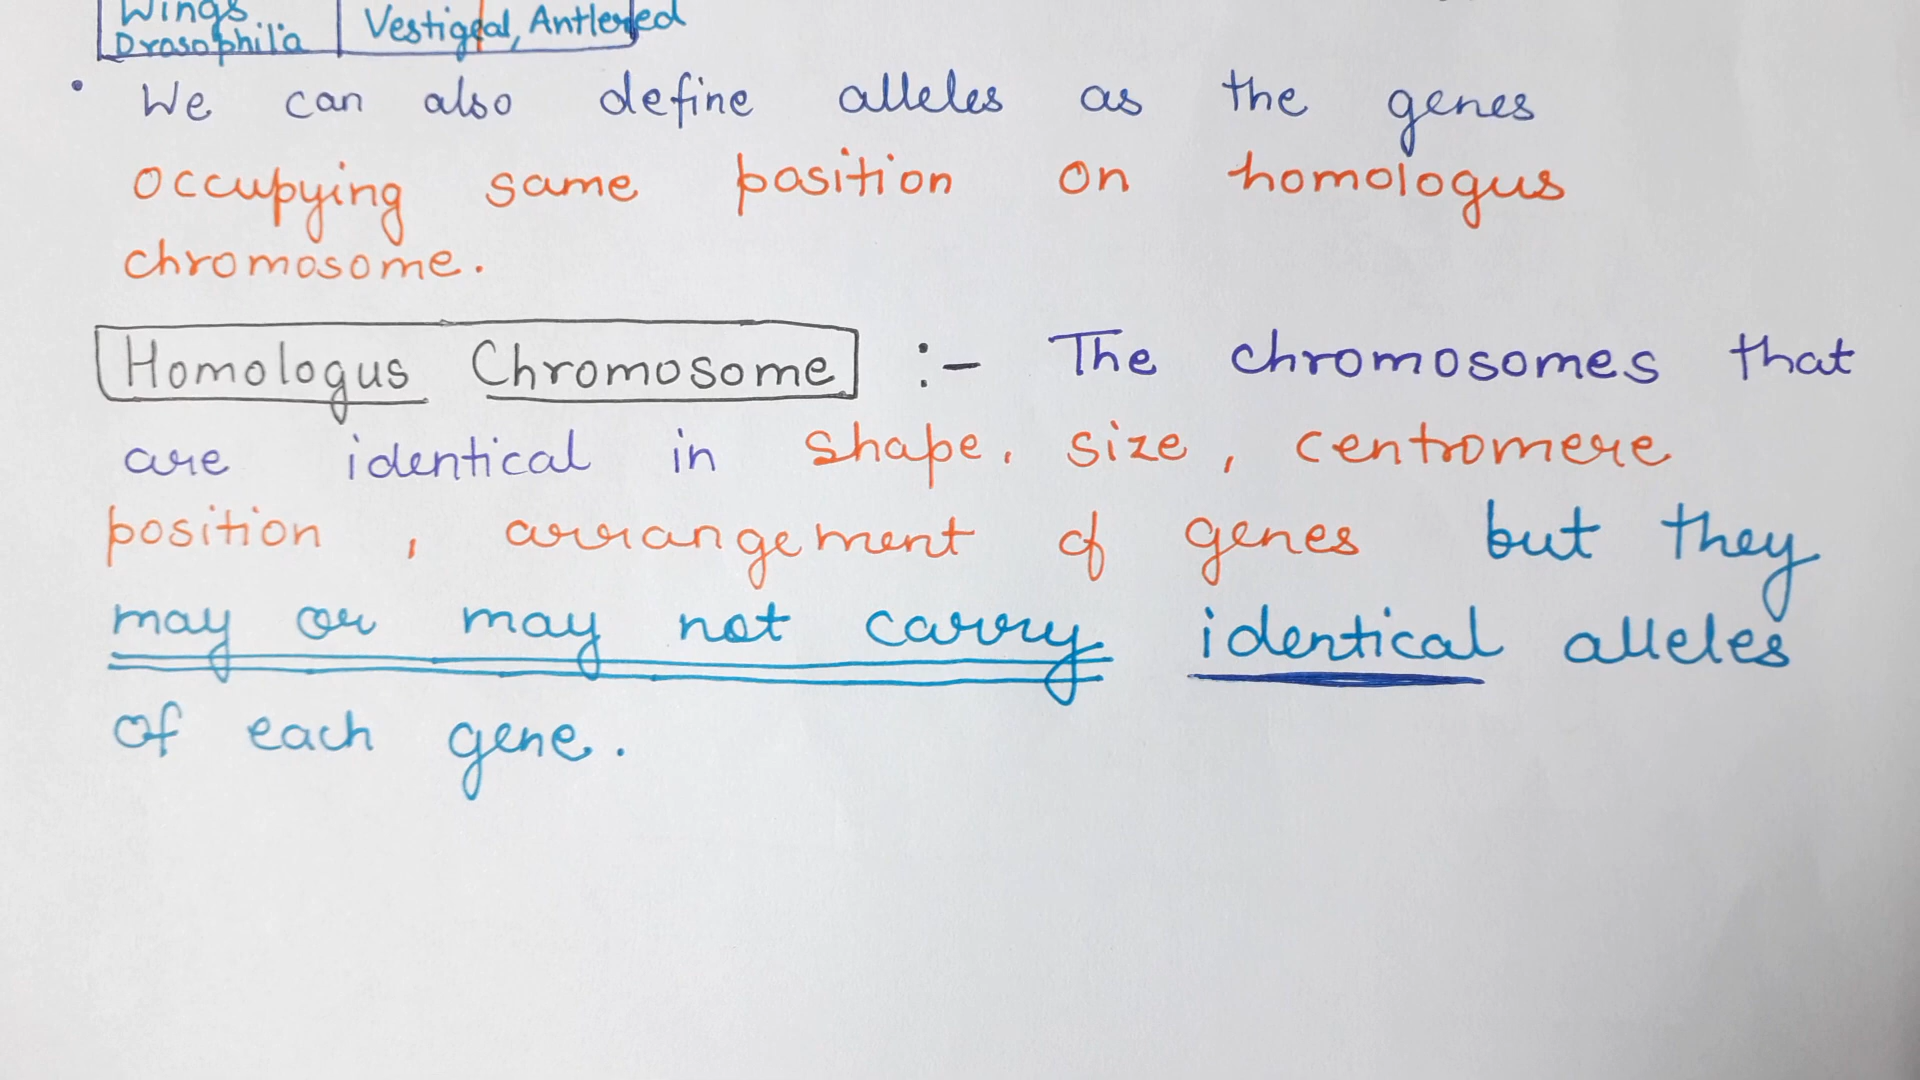 Wings Vestigeal, Antlered
Drosophila
• We can also define alleles as the genes
occupying same position on homologus
chromosome.
Homologus Chromosome :- The chromosomes that
are identical in shape, size, centromere
position, arrangement of genes but they
may or may not carry identical alleles
of each gene.